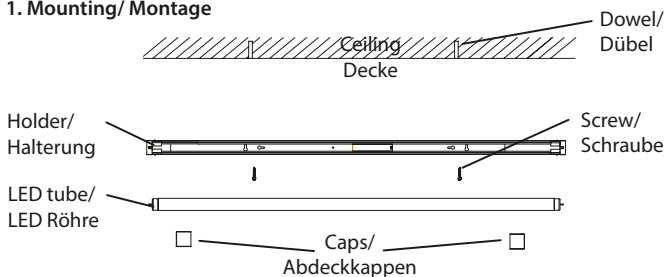 1. Mounting/ Montage
Dowel/
Dübel
Ceiling
Decke
Holder/
Halterung
Screw/
Schraube
LED tube/
LED Röhre
Caps/
Abdeckkappen